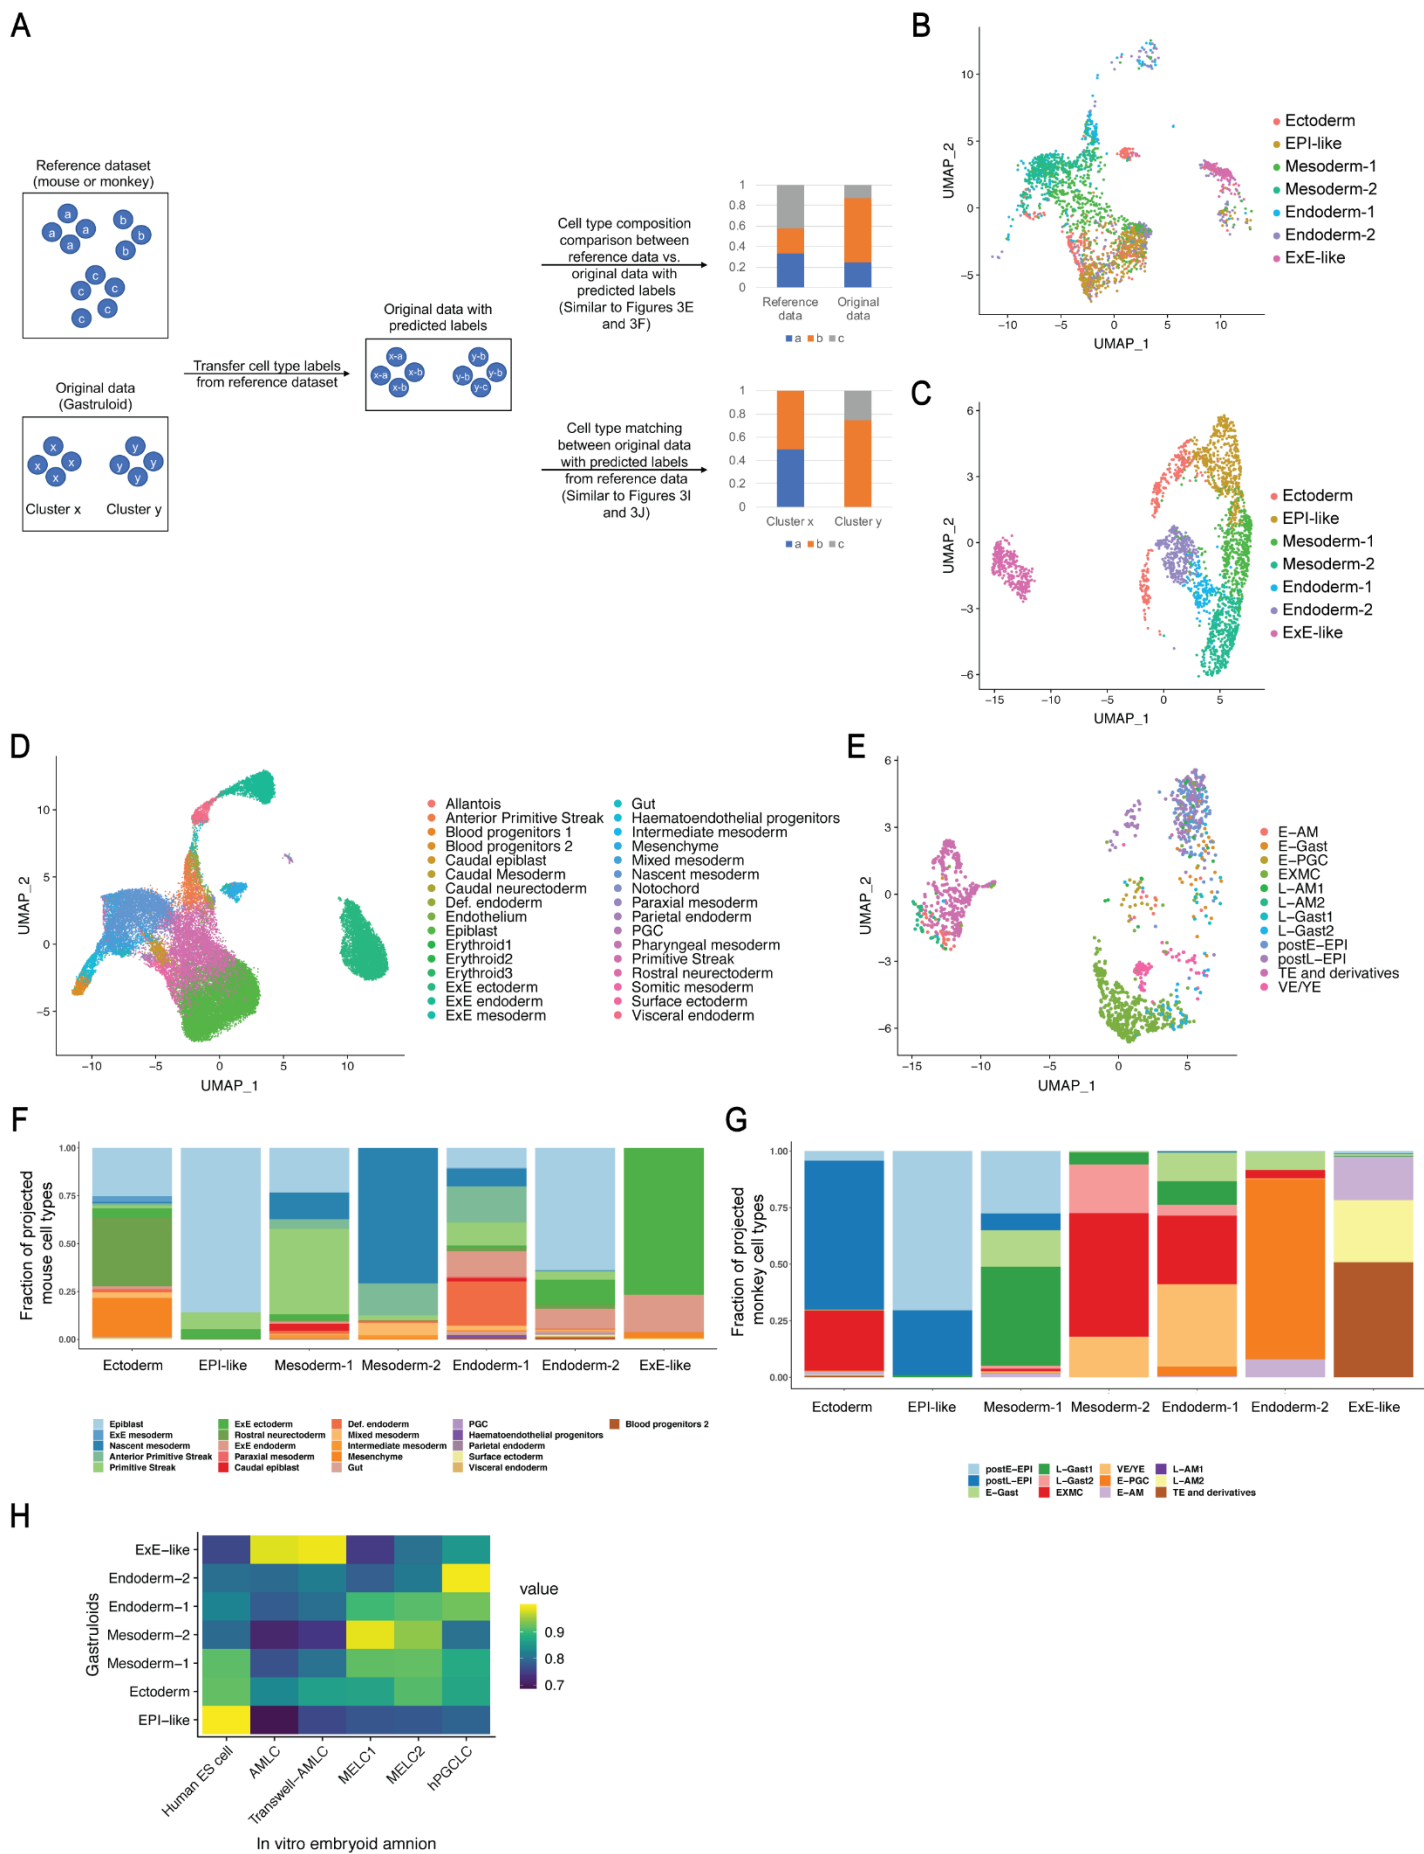 A
Reference dataset
(mouse or monkey)
a
a
a
a
b
b
b
c
c
c
c
c
Original data
(Gastruloid)
x
x
x
x
y
y
y
y
Cluster x
Cluster y
Transfer cell type labels
from reference dataset
Original data with
predicted labels
x-a
x-a
x-b
x-b
y-b
y-b
y-b
y-c
Cell type composition
comparison between
reference data vs.
original data with
predicted labels
(Similar to Figures 3E
and 3F)
1
0.8
0.6
0.4
0.2
0
Reference
data
Original
data
a
b
c
Cell type matching
between original data
with predicted labels
from reference data
(Similar to Figures 3I
and 3J)
1
0.8
0.6
0.4
0.2
0
Cluster x
Cluster y
a
b
c
B
UMAP_2
10
5
0
−5
−10
−5
0
5
10
UMAP_1
Ectoderm
EPI-like
Mesoderm-1
Mesoderm-2
Endoderm-1
Endoderm-2
ExE-like
C
UMAP_2
6
3
0
−3
−6
−15
−10
−5
0
5
UMAP_1
Ectoderm
EPI-like
Mesoderm-1
Mesoderm-2
Endoderm-1
Endoderm-2
ExE-like
D
UMAP_2
10
5
0
−5
−10
−5
0
5
10
UMAP_1
Allantois
Anterior Primitive Streak
Blood progenitors 1
Blood progenitors 2
Caudal epiblast
Caudal Mesoderm
Caudal neurectoderm
Def. endoderm
Endothelium
Epiblast
Erythroid1
Erythroid2
Erythroid3
ExE ectoderm
ExE endoderm
ExE mesoderm
Gut
Haematoendothelial progenitors
Intermediate mesoderm
Mesenchyme
Mixed mesoderm
Nascent mesoderm
Notochord
Paraxial mesoderm
Parietal endoderm
PGC
Pharyngeal mesoderm
Primitive Streak
Rostral neurectoderm
Somitic mesoderm
Surface ectoderm
Visceral endoderm
E
UMAP_2
6
3
0
−3
−6
−15
−10
−5
0
5
UMAP_1
E−AM
E−Gast
E−PGC
EXMC
L−AM1
L−AM2
L−Gast1
L−Gast2
postE−EPI
postL−EPI
TE and derivatives
VE/YE
F
Fraction of projected
mouse cell types
1.00
0.75
0.50
0.25
0.00
Ectoderm
EPI-like
Mesoderm-1
Mesoderm-2
Endoderm-1
Endoderm-2
ExE-like
Epiblast
ExE mesoderm
Nascent mesoderm
Anterior Primitive Streak
Primitive Streak
ExE ectoderm
Rostral neurectoderm
ExE endoderm
Paraxial mesoderm
Caudal epiblast
Def. endoderm
Mixed mesoderm
Intermediate mesoderm
Mesenchyme
Gut
PGC
Haematoendothelial progenitors
Parietal endoderm
Surface ectoderm
Visceral endoderm
Blood progenitors 2
G
Fraction of projected
monkey cell types
1.00
0.75
0.50
0.25
0.00
Ectoderm
EPI-like
Mesoderm-1
Mesoderm-2
Endoderm-1
Endoderm-2
ExE-like
postE-EPI
postL-EPI
E-Gast
L-Gast1
L-Gast2
EXMC
VE/YE
E-PGC
E-AM
L-AM1
L-AM2
TE and derivatives
H
Gastruloids
ExE-like
Endoderm-2
Endoderm-1
Mesoderm-2
Mesoderm-1
Ectoderm
EPI-like
Human ES cell
AMLC
Transwell−AMLC
MELC1
MELC2
hPGCLC
In vitro embryoid amnion
value
0.9
0.8
0.7